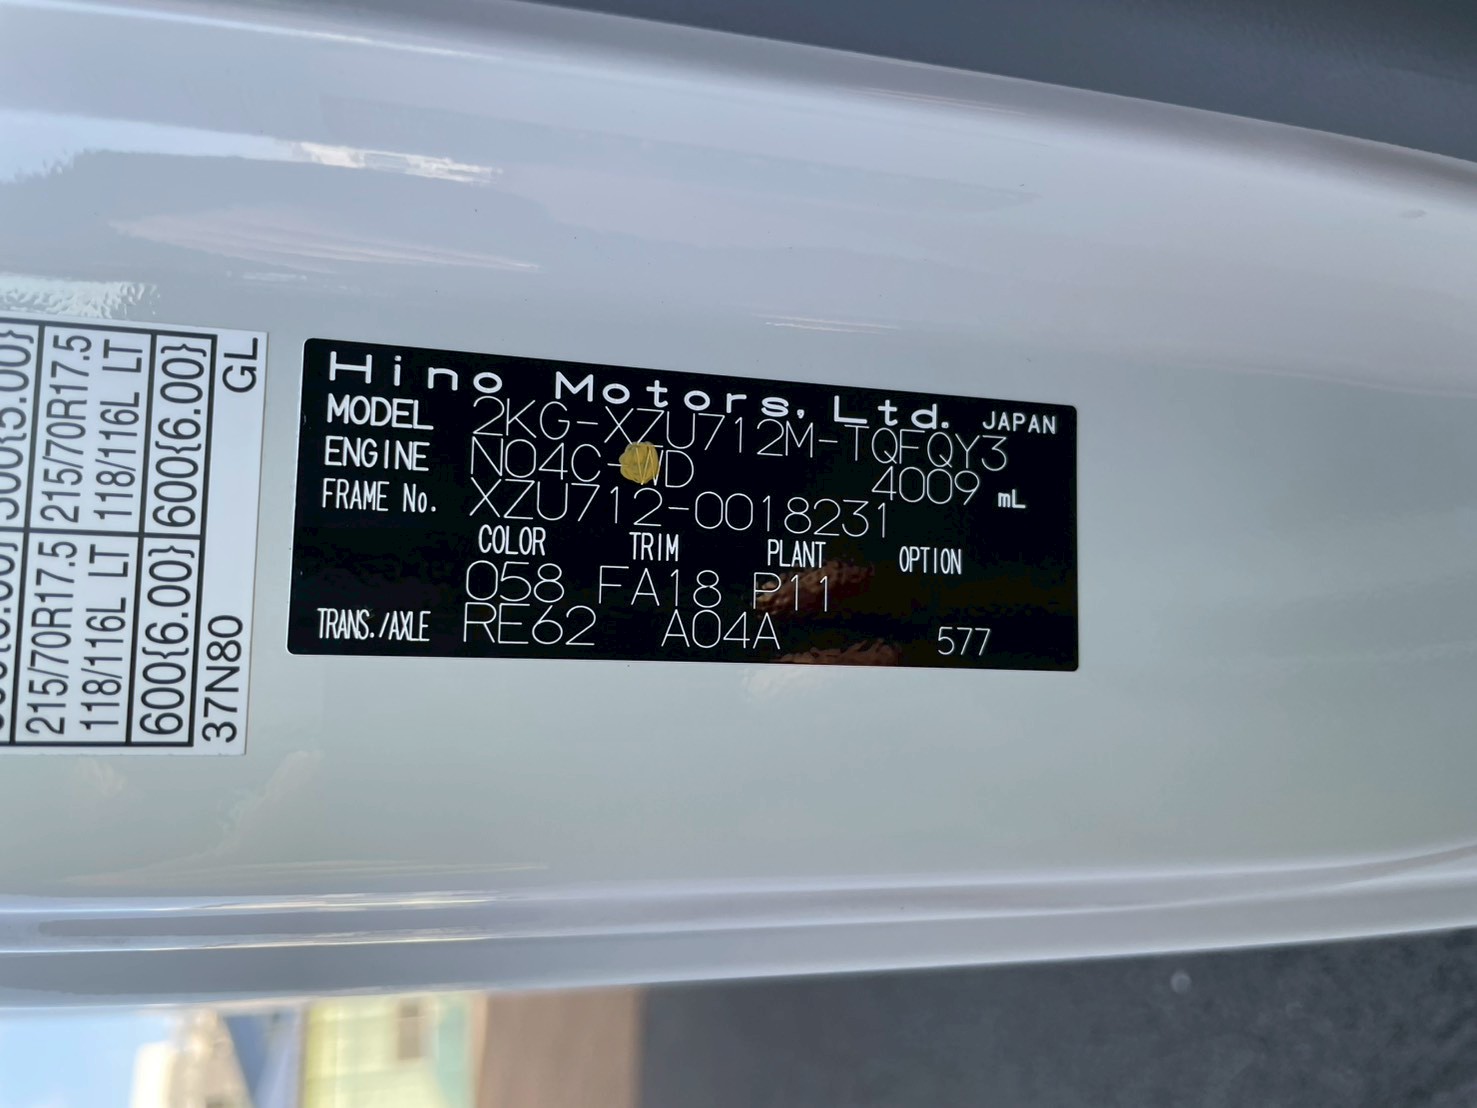 Hino Motors, Ltd. JAPAN
MODEL 2KG-XZU712M-TQFQY3
ENGINE N04C-WD 4009 mL
FRAME No. XZU712-0018231
COLOR TRIM PLANT OPTION
058 FA18 P11
TRANS./AXLE RE62 A04A 577
215/70R17.5 215/70R17.5
118/116L LT 118/116L LT
600{6.00} 600{6.00}
37N80 GL